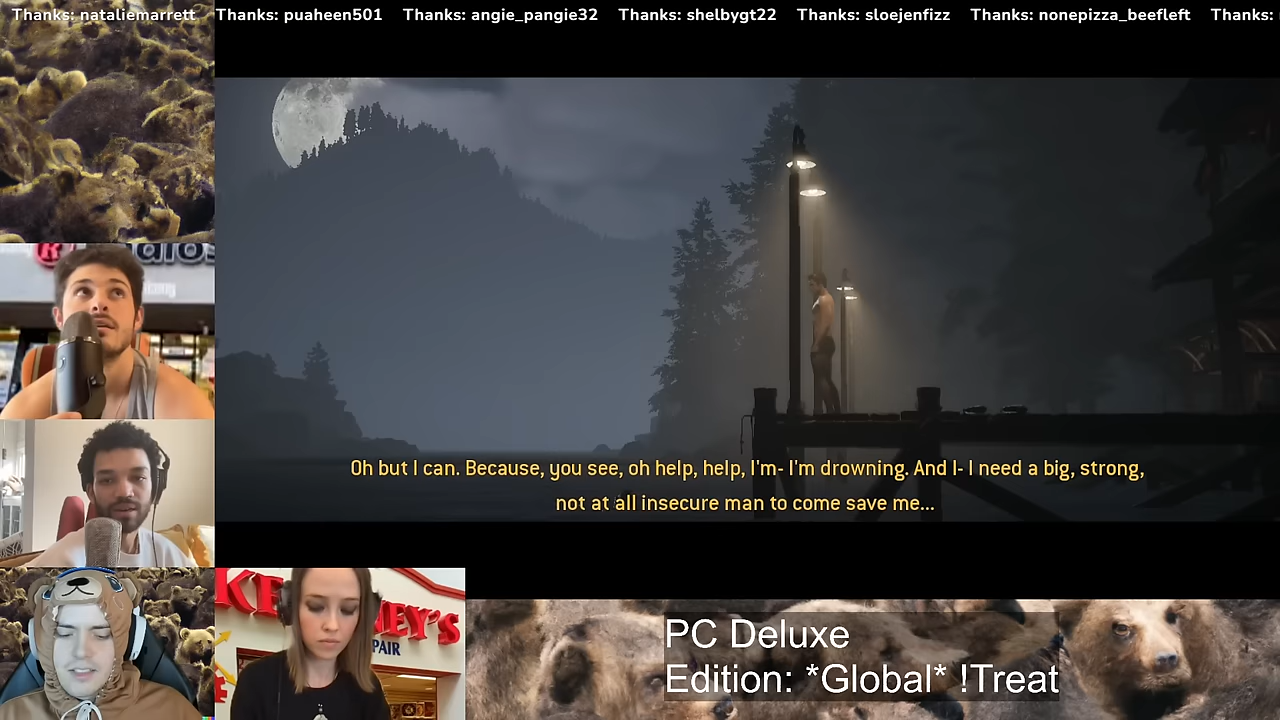 Thanks: nataliemarrett Thanks: puaheen501 Thanks: angie_pangie32 Thanks: shelbygt22 Thanks: sloejenfizz Thanks: nonepizza_beefleft Thanks:
Oh but I can. Because, you see, oh help, help, I'm- I'm drowning. And I- I need a big, strong,
not at all insecure man to come save me...
PAIR
PC Deluxe
Edition: *Global* !Treat